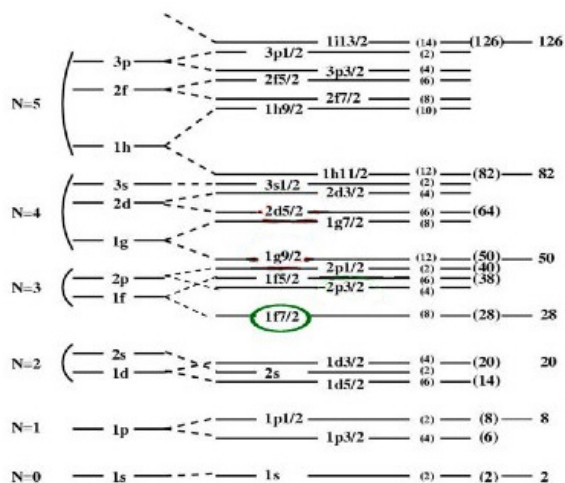 1i13/2 (14) (126) 126
3p 3p1/2 (2)
3p3/2 (4)
2f 2f5/2 (6)
N=5 2f7/2 (8)
1h9/2 (10)
1h
1h11/2 (12) (82) 82
3s 3s1/2 (2)
2d 2d3/2 (4)
N=4 2d5/2 (6) (64)
1g7/2 (8)
1g
1g9/2 (12) (50) 50
2p 2p1/2 (2) (40)
N=3 1f5/2 (6) (38)
1f 2p3/2 (4)
1f7/2 (8) (28) 28
2s
N=2 1d3/2 (4) (20) 20
1d 2s (2)
1d5/2 (6) (14)
1p1/2 (2) (8) 8
N=1 1p
1p3/2 (4) (6)
N=0 1s 1s (2) (2) 2